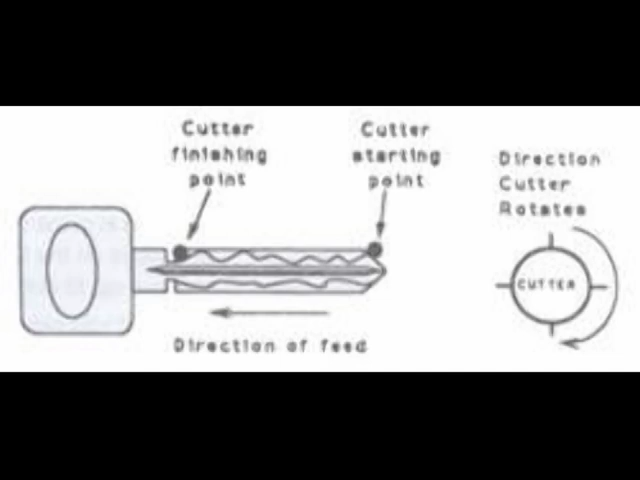 Cutter
finishing
point
Cutter
starting
point
Direction
Cutter
Rotates
CUTTER
Direction of feed